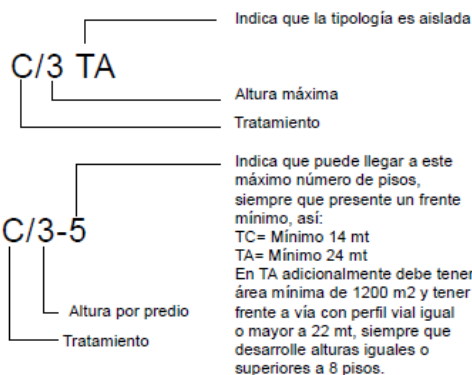 Indica que la tipología es aislada
C/3 TA
Altura máxima
Tratamiento
Indica que puede llegar a este
máximo número de pisos,
siempre que presente un frente
mínimo, así:
TC= Mínimo 14 mt
TA= Mínimo 24 mt
En TA adicionalmente debe tener
área mínima de 1200 m2 y tener
frente a vía con perfil vial igual
o mayor a 22 mt, siempre que
desarrolle alturas iguales o
superiores a 8 pisos.
C/3-5
Altura por predio
Tratamiento